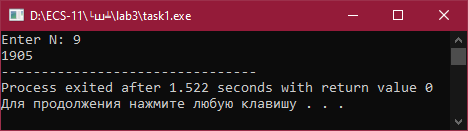 D:\ECS-11\└ш┴\lab3\task1.exe
Enter N: 9
1905
--------------------------------
Process exited after 1.522 seconds with return value 0
Для продолжения нажмите любую клавишу . . .